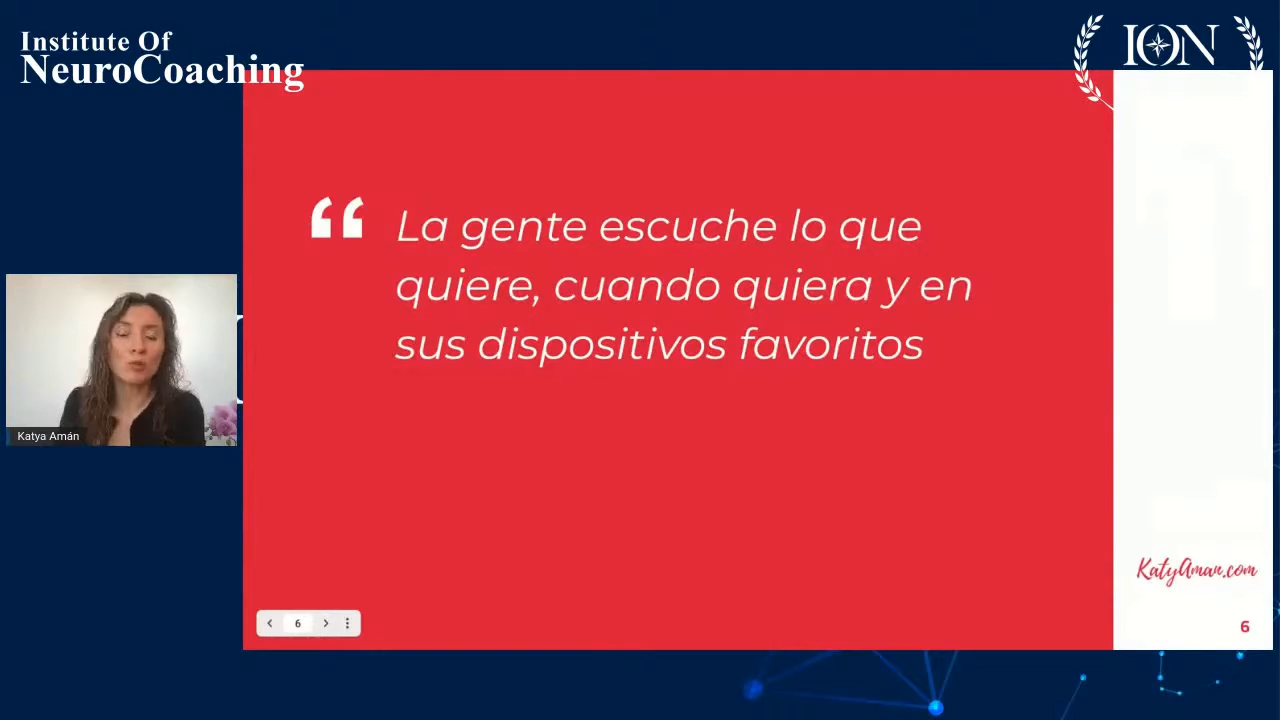 Institute Of
NeuroCoaching
ION
“ La gente escuche lo que
quiere, cuando quiera y en
sus dispositivos favoritos
Katya Amán
KatyAman.com
6
6